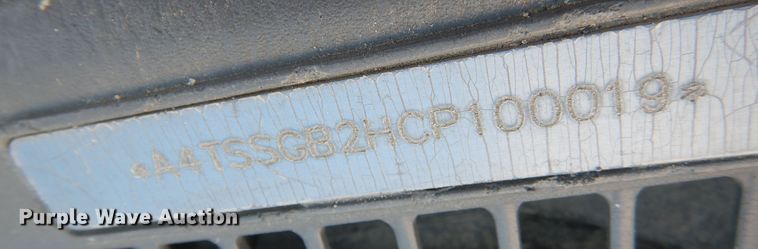 *A4TSSGB2HCP100019*
Purple Wave Auction